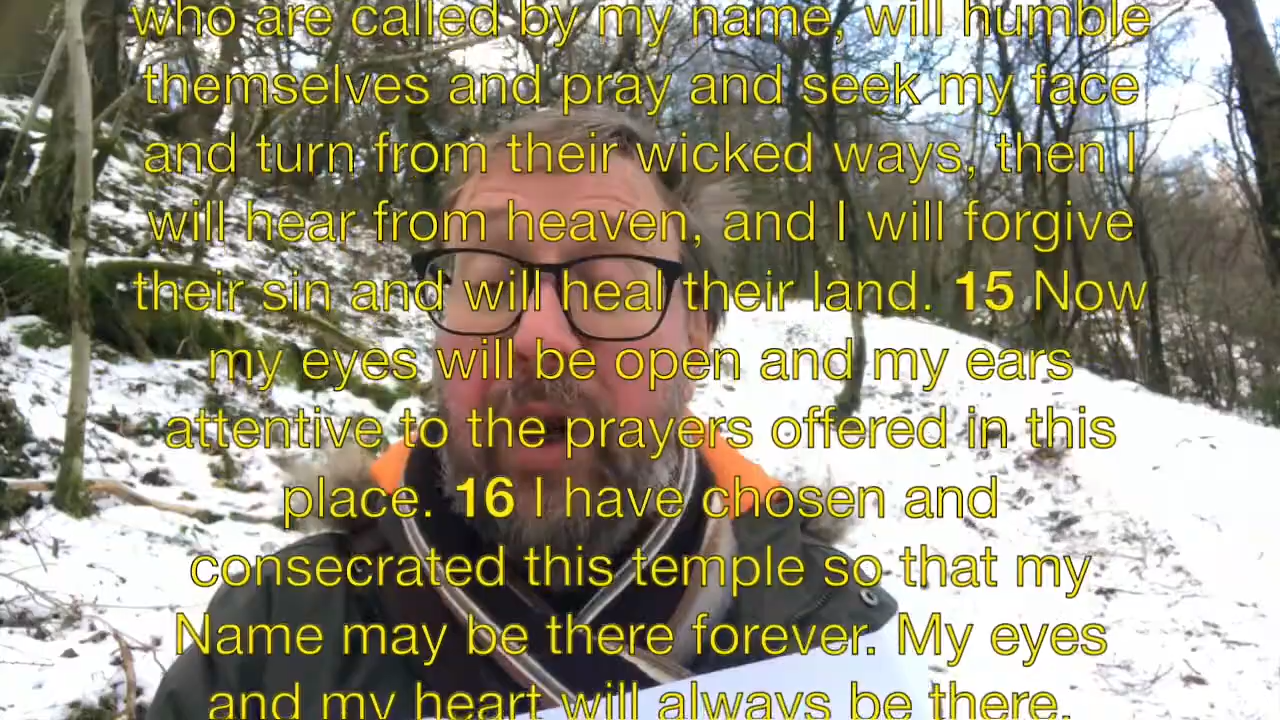 who are called by my name, will humble
themselves and pray and seek my face
and turn from their wicked ways, then I
will hear from heaven, and I will forgive
their sin and will heal their land. 15 Now
my eyes will be open and my ears
attentive to the prayers offered in this
place. 16 I have chosen and
consecrated this temple so that my
Name may be there forever. My eyes
and my heart will always be there.